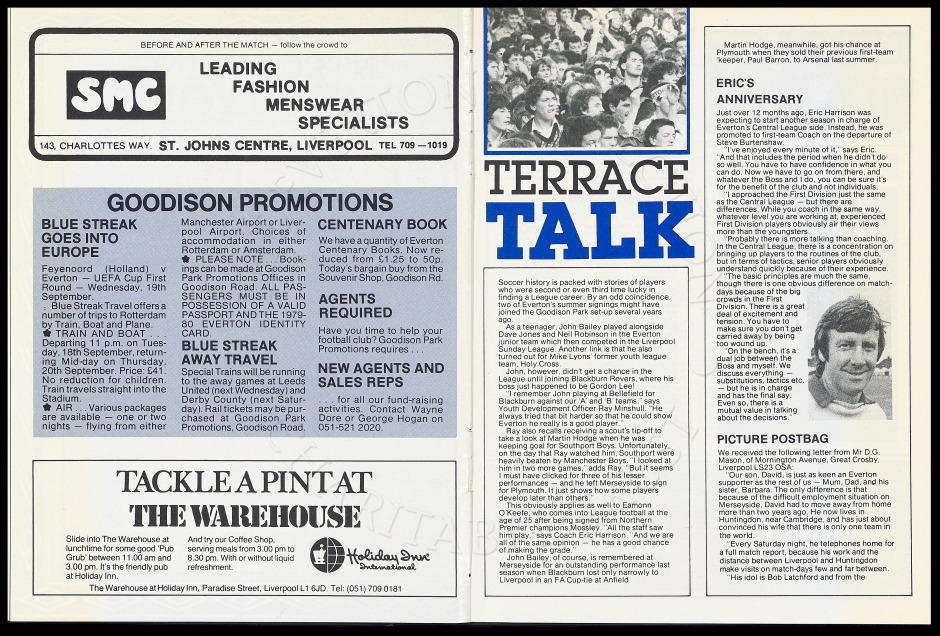 BEFORE AND AFTER THE MATCH — follow the crowd to
SMC
LEADING
FASHION
MENSWEAR
SPECIALISTS
143, CHARLOTTES WAY. ST. JOHNS CENTRE, LIVERPOOL TEL 709 — 1019
GOODISON PROMOTIONS
BLUE STREAK
GOES INTO
EUROPE
Feyenoord (Holland) v
Everton — UEFA Cup First
Round — Wednesday, 19th
September.
Blue Streak Travel offers a
number of trips to Rotterdam
by Train, Boat and Plane.
TRAIN AND BOAT . . .
Departing 11 p.m. on Tues-
day, 18th September, return-
ing Mid-day on Thursday,
20th September. Price: £41.
No reduction for children.
Train travels straight into the
Stadium.
AIR . . . Various packages
are available — one or two
nights — flying from either
Manchester Airport or Liver-
pool Airport. Choices of
accommodation in either
Rotterdam or Amsterdam.
PLEASE NOTE . . . Book-
ings can be made at Goodison
Park Promotions Offices in
Goodison Road. ALL PAS-
SENGERS MUST BE IN
POSSESSION OF A VALID
PASSPORT AND THE 1979-
80 EVERTON IDENTITY
CARD.
BLUE STREAK
AWAY TRAVEL
Special Trains will be running
to the away games at Leeds
United (next Wednesday) and
Derby County (next Satur-
day). Rail tickets may be pur-
chased at Goodison Park
Promotions, Goodison Road.
CENTENARY BOOK
We have a quantity of Everton
Centenary Books. Now re-
duced from £1.25 to 50p.
Today's bargain buy from the
Souvenir Shop, Goodison Rd.
AGENTS
REQUIRED
Have you time to help your
football club? Goodison Park
Promotions requires . . .
NEW AGENTS AND
SALES REPS
. . . for all our fund-raising
activities. Contact Wayne
Dore or George Hogan on
051-521 2020.
TACKLE A PINT AT
THE WAREHOUSE
Slide into The Warehouse at
lunchtime for some good 'Pub
Grub' between 11.00 am and
3.00 pm. It's the friendly pub
at Holiday Inn.
And try our Coffee Shop,
serving meals from 3.00 pm to
8.30 pm. With or without liquid
refreshment.
Holiday Inn
International
The Warehouse at Holiday Inn, Paradise Street, Liverpool L1 6JD. Tel: (051) 709 0181
TERRACE
TALK
Soccer history is packed with stories of players
who were second or even third time lucky in
finding a League career. By an odd coincidence,
two of Everton's summer signings might have
joined the Goodison Park set-up several years
ago.
As a teenager, John Bailey played alongside
Dave Jones and Neil Robinson in the Everton
junior team which then competed in the Liverpool
Sunday League. Another link is that he also
turned out for Mike Lyons' former youth league
team, Holy Cross.
John, however, didn't get a chance in the
League until joining Blackburn Rovers, where his
boss just happened to be Gordon Lee!
"I remember John playing at Bellefield for
Blackburn against our 'A' and 'B' teams," says
Youth Development Officer Ray Minshull. "He
always tried that bit harder so that he could show
Everton he really is a good player."
Ray also recalls receiving a scout's tip-off to
take a look at Martin Hodge when he was
keeping goal for Southport Boys. Unfortunately,
on the day that Ray watched him, Southport were
heavily beaten by Manchester Boys. "I looked at
him in two more games," adds Ray. "But it seems
I must have clicked for three of his lesser
performances — and he left Merseyside to sign
for Plymouth. It just shows how some players
develop later than others."
This obviously applies as well to Eamonn
O'Keefe, who comes into League football at the
age of 25 after being signed from Northern
Premier champions Mossley. "All the staff saw
him play," says Coach Eric Harrison. "And we are
all of the same opinion — he has a good chance
of making the grade."
John Bailey, of course, is remembered at
Merseyside for an outstanding performance last
season when Blackburn lost only narrowly to
Liverpool in an FA Cup-tie at Anfield.
Martin Hodge, meanwhile, got his chance at
Plymouth when they sold their previous first-team
'keeper, Paul Barron, to Arsenal last summer.
ERIC'S
ANNIVERSARY
Just over 12 months ago, Eric Harrison was
expecting to start another season in charge of
Everton's Central League side. Instead, he was
promoted to first-team Coach on the departure of
Steve Burtenshaw.
"I've enjoyed every minute of it," says Eric.
"And that includes the period when he didn't do
so well. You have to have confidence in what you
can do. Now we have to go on from there, and
whatever the Boss and I do, you can be sure it's
for the benefit of the club and not individuals.
"I approached the First Division just the same
as the Central League — but there are
differences. While you coach in the same way,
whatever level you are working at, experienced
First Division players obviously air their views
more than the youngsters.
"Probably there is more talking than coaching.
In the Central League, there is a concentration on
bringing up players to the routines of the club,
but in terms of tactics, senior players obviously
understand quickly because of their experience.
"The basic principles are much the same,
though there is one obvious difference on match-
days because of the big
crowds in the First
Division. There is a great
deal of excitement and
tension. You have to
make sure you don't get
carried away by being
too wound up.
"On the bench, it's a
dual job between the
Boss and myself. We
discuss everything —
substitutions, tactics etc.
— but he is in charge
and has the final say.
Even so, there is a
mutual value in talking
about the decisions."
PICTURE POSTBAG
We received the following letter from Mr D.G.
Mason, of Mornington Avenue, Great Crosby,
Liverpool LS23 OSA:
"Our son, David, is just as keen an Everton
supporter as the rest of us — Mum, Dad, and his
sister, Barbara. The only difference is that
because of the difficult employment situation on
Merseyside, David had to move away from home
more than two years ago. He now lives in
Huntingdon, near Cambridge, and has just about
convinced his wife that there is only one team in
the world.
"Every Saturday night, he telephones home for
a full match report, because his work and the
distance between Liverpool and Huntingdon
make visits on match-days few and far between.
"His idol is Bob Latchford and from the